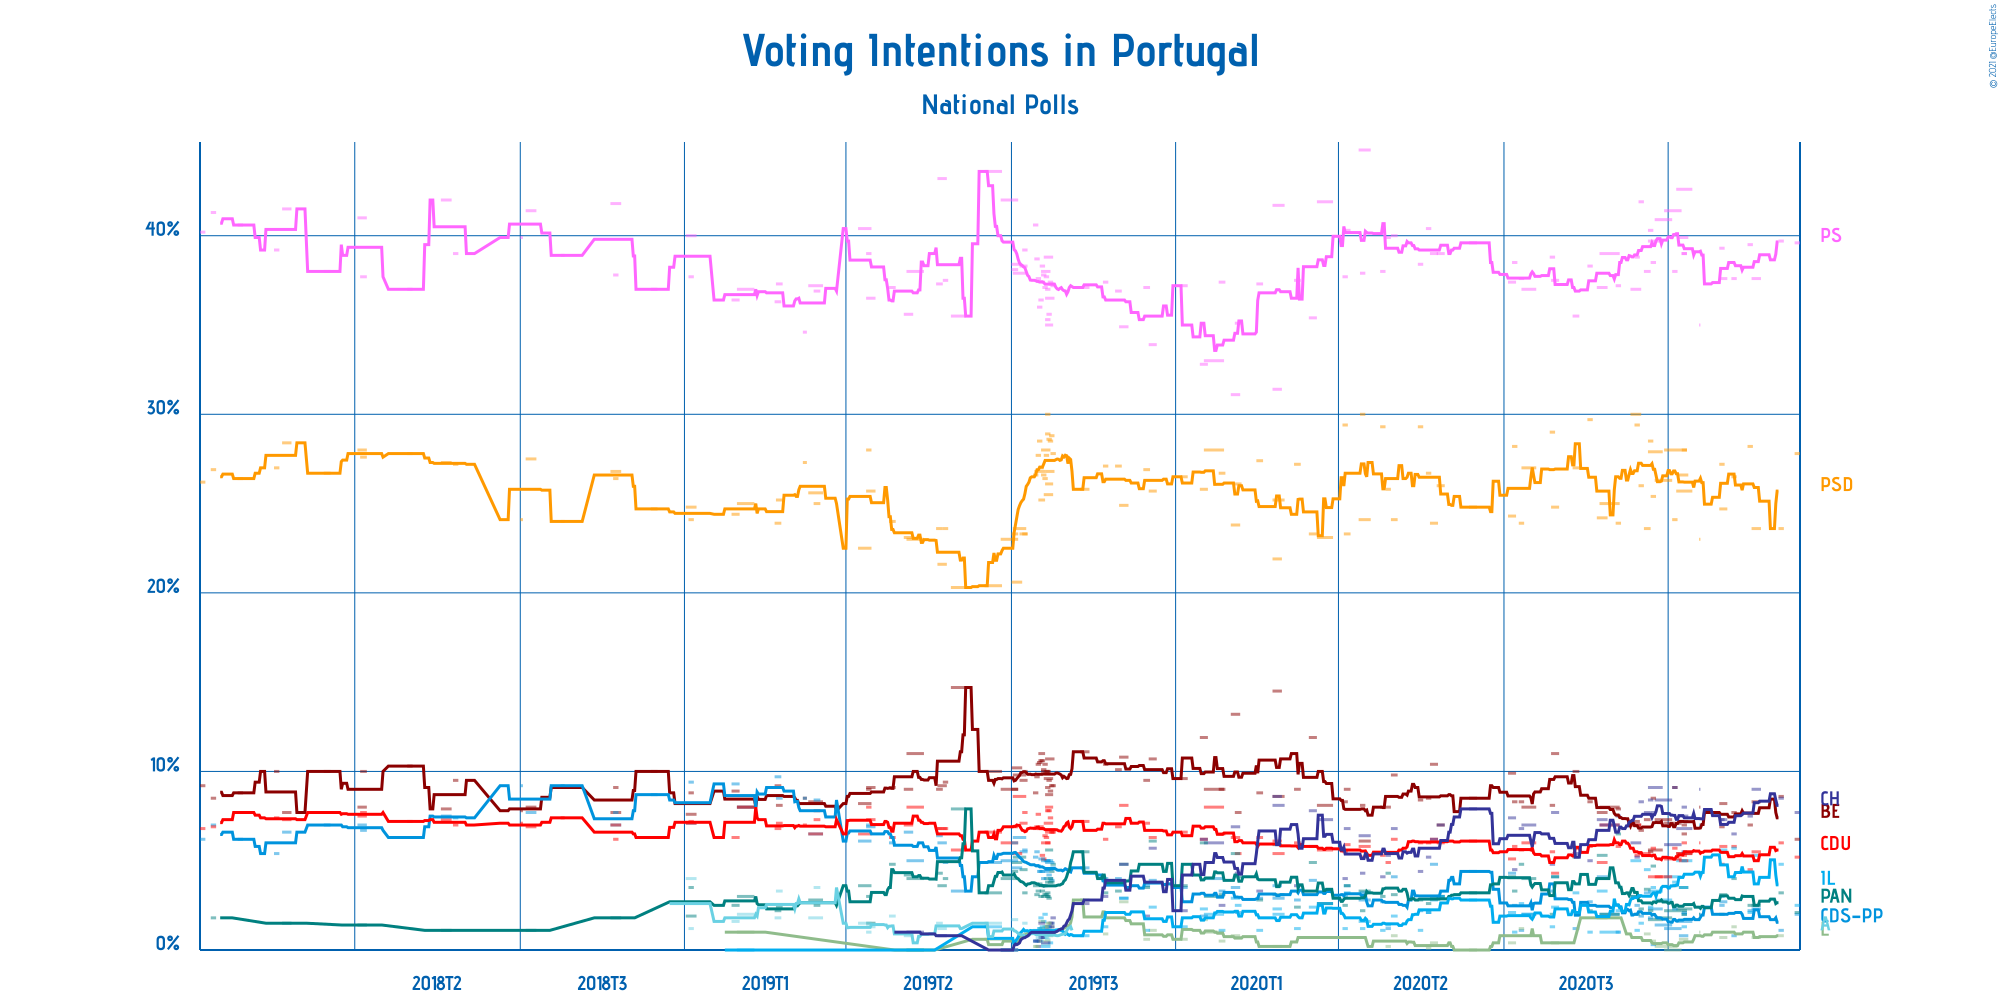 © 2021 @EuropeElects
Voting Intentions in Portugal
National Polls
40%
30%
20%
10%
0%
PS
PSD
CH
BE
CDU
IL
PAN
CDS-PP
A
L
2018T2
2018T3
2019T1
2019T2
2019T3
2020T1
2020T2
2020T3